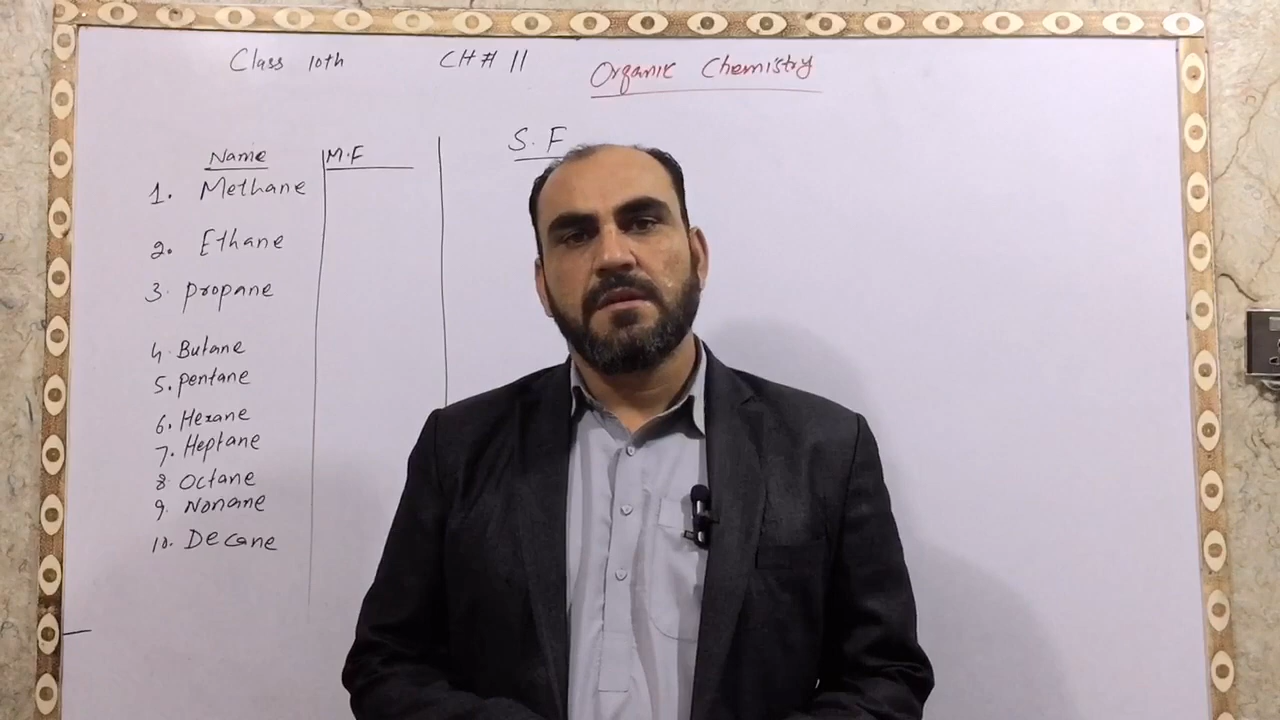 Class 10th CH # 11 Organic Chemistry
Name M.F S.F
1. Methane
2. Ethane
3. propane
4. Butane
5. pentane
6. Hexane
7. Heptane
8. Octane
9. Nonane
10. Decane